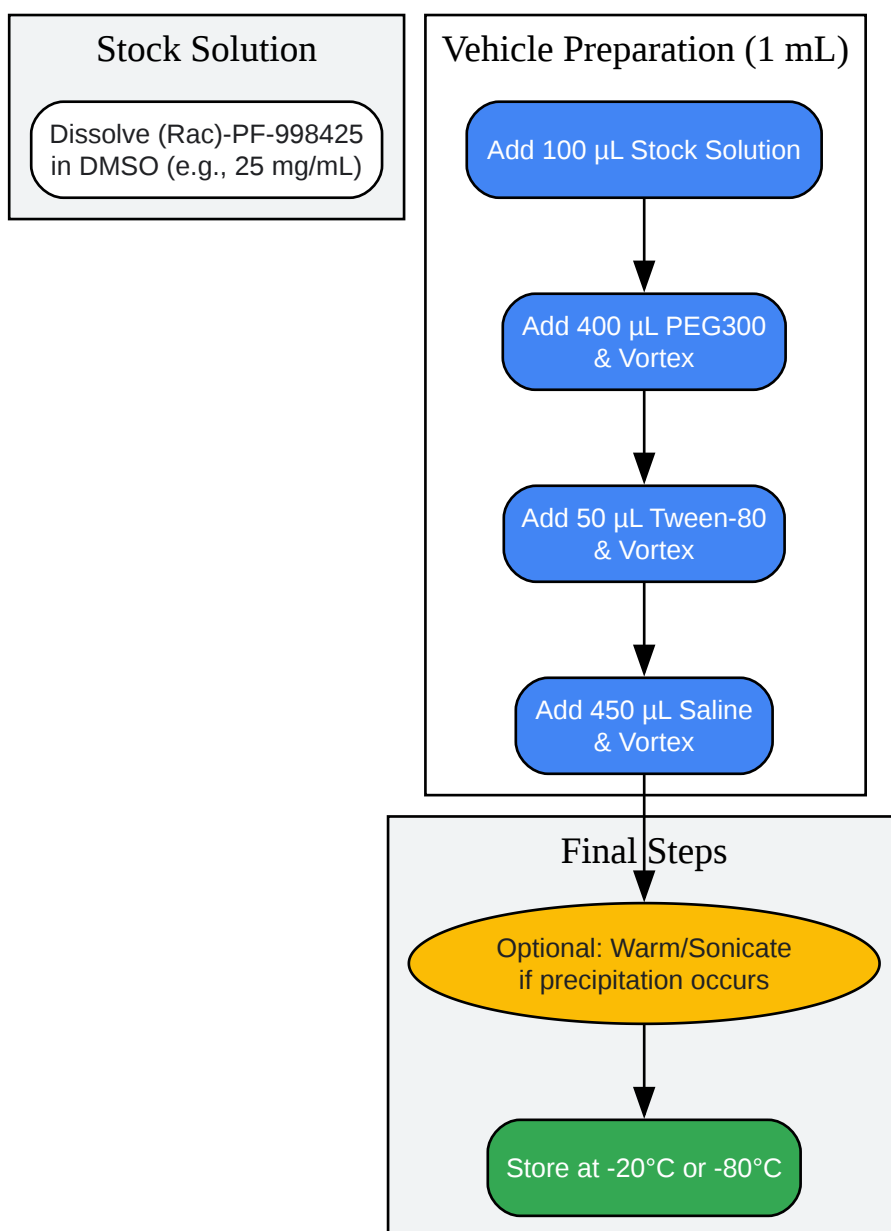 Stock Solution
Dissolve (Rac)-PF-998425
in DMSO (e.g., 25 mg/mL)
Vehicle Preparation (1 mL)
Add 100 µL Stock Solution
Add 400 µL PEG300
& Vortex
Add 50 µL Tween-80
& Vortex
Add 450 µL Saline
& Vortex
Final Steps
Optional: Warm/Sonicate
if precipitation occurs
Store at -20°C or -80°C